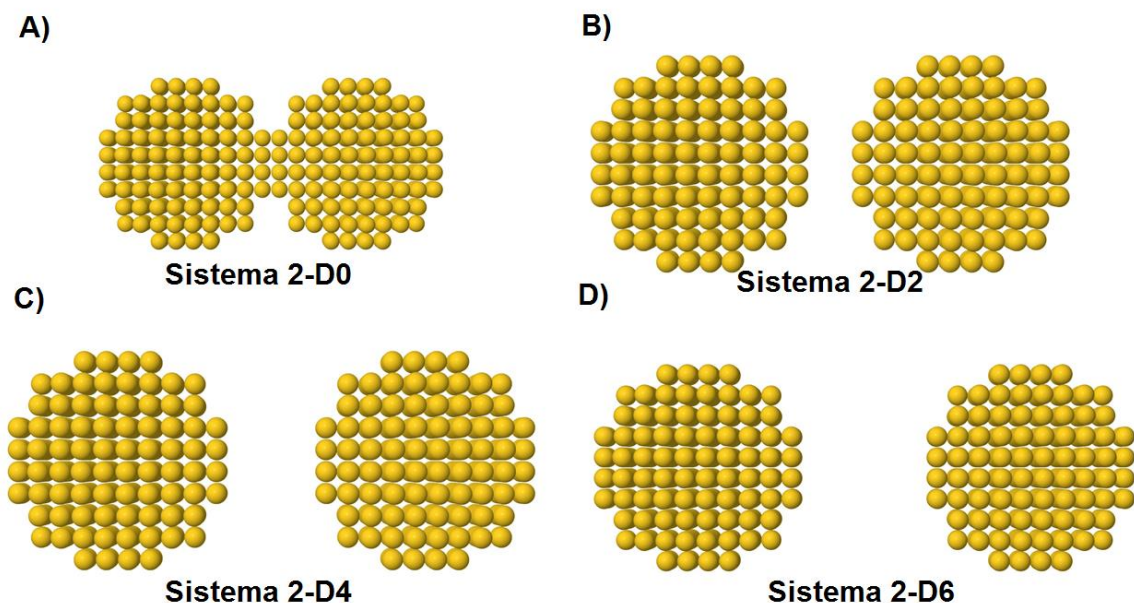 A)
B)
Sistema 2-D0
Sistema 2-D2
C)
D)
Sistema 2-D4
Sistema 2-D6